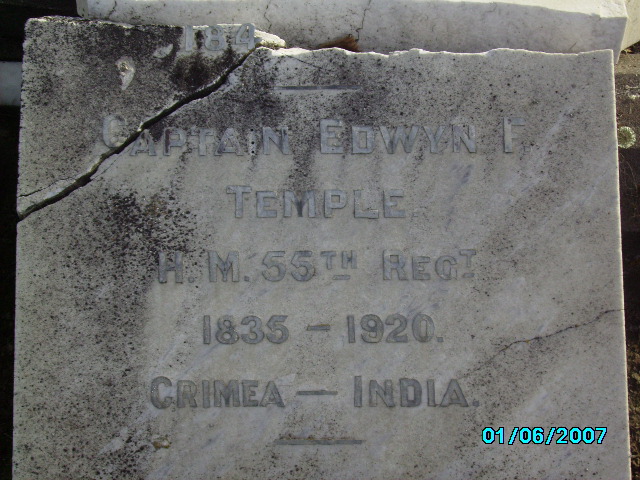 184
CAPTAIN EDWYN F
TEMPLE.
H.M. 55TH REGT
1835 – 1920.
CRIMEA – INDIA.
01/06/2007